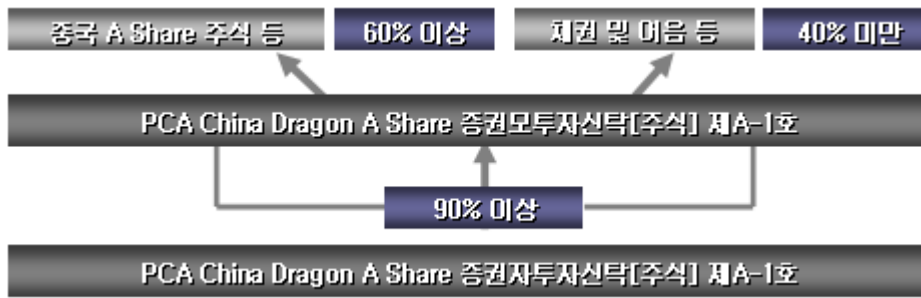 중국 A Share 주식 등 60% 이상 채권 및 어음 등 40% 미만
PCA China Dragon A Share 증권모투자신탁[주식] 제A-1호
90% 이상
PCA China Dragon A Share 증권자투자신탁[주식] 제A-1호